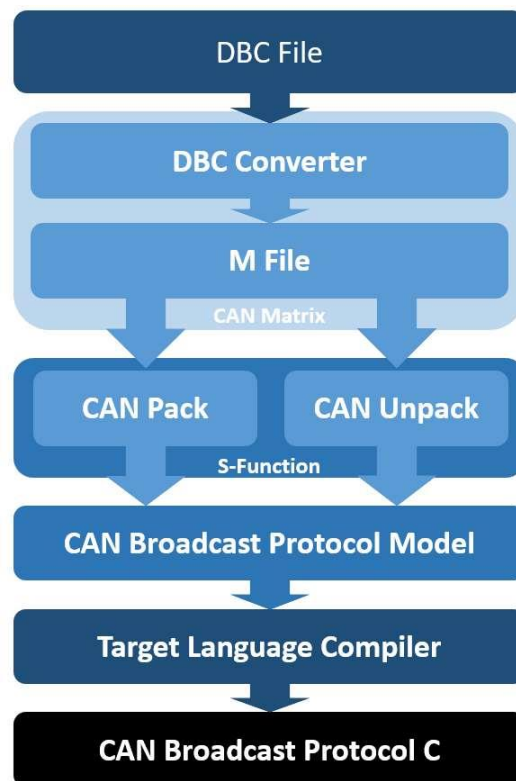 DBC File
DBC Converter
M File
CAN Matrix
CAN Pack
CAN Unpack
S-Function
CAN Broadcast Protocol Model
Target Language Compiler
CAN Broadcast Protocol C